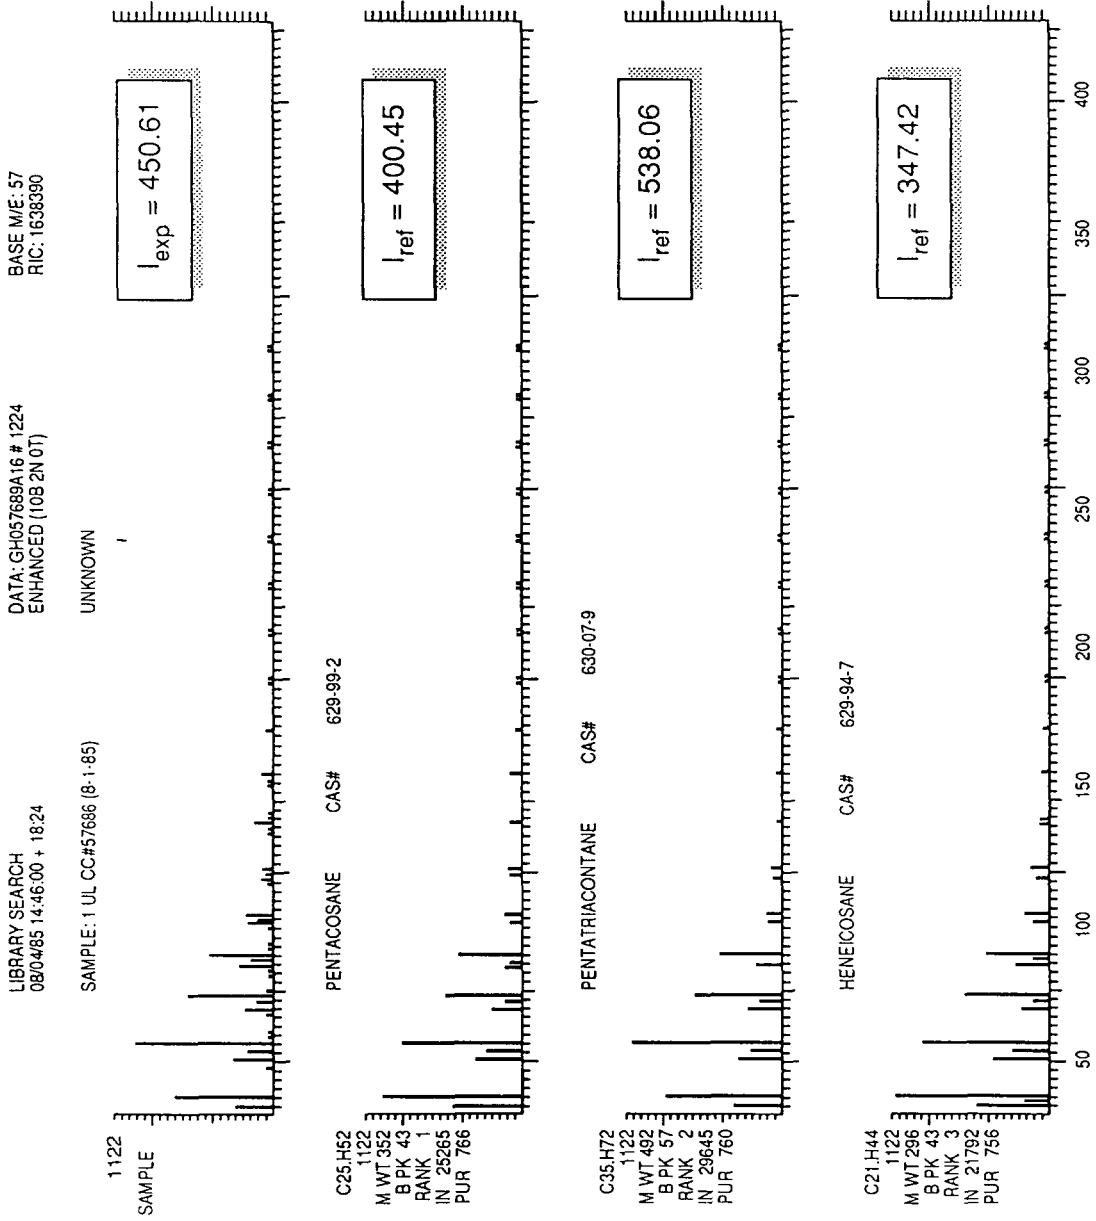 LIBRARY SEARCH
08/04/85 14:46:00 + 18:24
DATA: GH057689A16 # 1224
ENHANCED (10B 2N 0T)
BASE M/E: 57
RIC: 1638390
SAMPLE: 1 UL CC#57686 (8-1-85)
UNKNOWN
1122
SAMPLE
I exp = 450.61
C25.H52
1122
M WT 352
B PK 43
RANK 1
IN 25265
PUR 766
PENTACOSANE CAS# 629-99-2
I ref = 400.45
C35.H72
1122
M WT 492
B PK 57
RANK 2
IN 29645
PUR 760
PENTATRIACONTANE CAS# 630-07-9
I ref = 538.06
C21.H44
1122
M WT 296
B PK 43
RANK 3
IN 21792
PUR 756
HENEICOSANE CAS# 629-94-7
I ref = 347.42
50 100 150 200 250 300 350 400